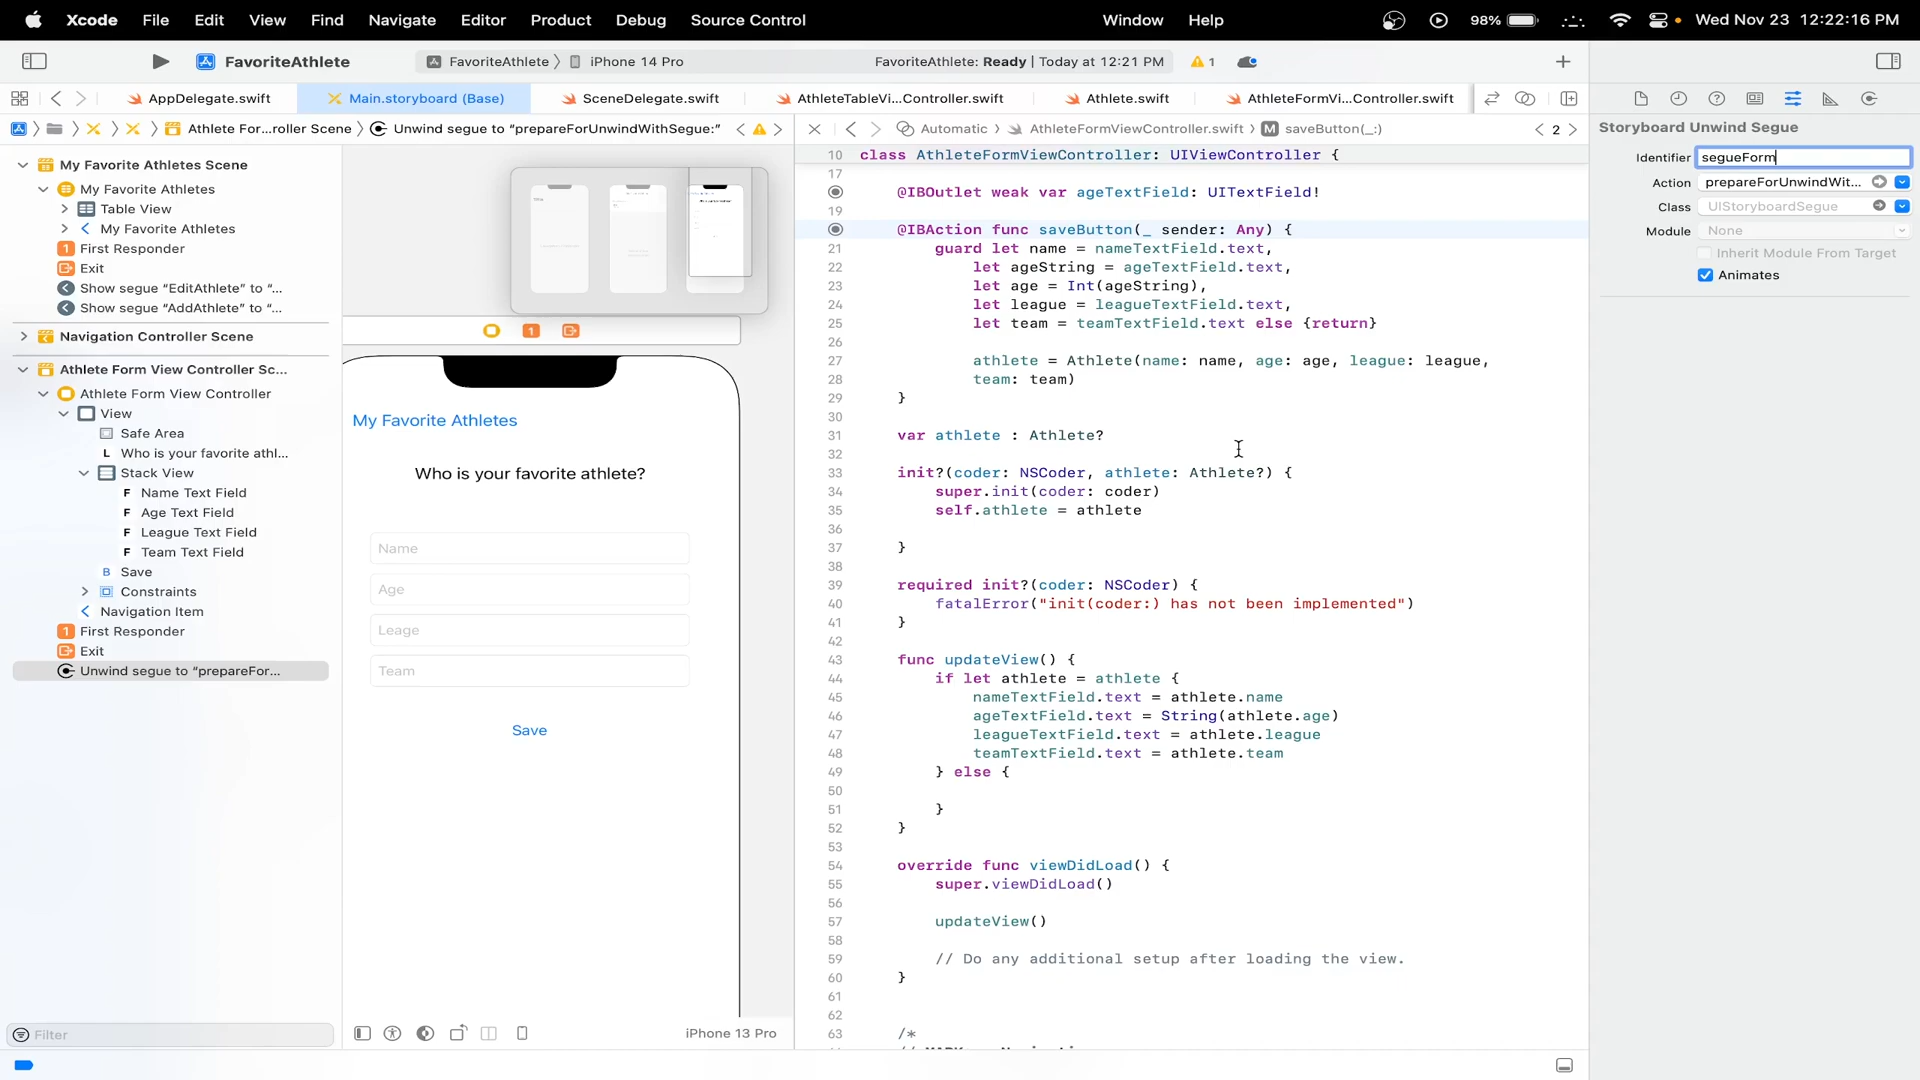 Xcode File Edit View Find Navigate Editor Product Debug Source Control Window Help 98% Wed Nov 23 12:22:16 PM
FavoriteAthlete FavoriteAthlete iPhone 14 Pro FavoriteAthlete: Ready | Today at 12:21 PM 1
AppDelegate.swift Main.storyboard (Base) SceneDelegate.swift AthleteTableVi...Controller.swift Athlete.swift AthleteFormVi...Controller.swift
Athlete For...roller Scene Unwind segue to "prepareForUnwindWithSegue:" Automatic AthleteFormViewController.swift M saveButton(_:) 2
My Favorite Athletes Scene
My Favorite Athletes
Table View
My Favorite Athletes
1 First Responder
Exit
Show segue "EditAthlete" to "...
Show segue "AddAthlete" to "...
Navigation Controller Scene
Athlete Form View Controller Sc...
Athlete Form View Controller
View
Safe Area
L Who is your favorite athl...
Stack View
F Name Text Field
F Age Text Field
F League Text Field
F Team Text Field
B Save
Constraints
Navigation Item
1 First Responder
Exit
Unwind segue to "prepareFor...
Filter
1
My Favorite Athletes
Who is your favorite athlete?
Name
Age
Leage
Team
Save
iPhone 13 Pro
10 class AthleteFormViewController: UIViewController {
17
@IBOutlet weak var ageTextField: UITextField!
19
@IBAction func saveButton(_ sender: Any) {
21 guard let name = nameTextField.text,
22 let ageString = ageTextField.text,
23 let age = Int(ageString),
24 let league = leagueTextField.text,
25 let team = teamTextField.text else {return}
26
27 athlete = Athlete(name: name, age: age, league: league,
28 team: team)
29 }
30
31 var athlete : Athlete?
32
33 init?(coder: NSCoder, athlete: Athlete?) {
34 super.init(coder: coder)
35 self.athlete = athlete
36
37 }
38
39 required init?(coder: NSCoder) {
40 fatalError("init(coder:) has not been implemented")
41 }
42
43 func updateView() {
44 if let athlete = athlete {
45 nameTextField.text = athlete.name
46 ageTextField.text = String(athlete.age)
47 leagueTextField.text = athlete.league
48 teamTextField.text = athlete.team
49 } else {
50
51 }
52 }
53
54 override func viewDidLoad() {
55 super.viewDidLoad()
56
57 updateView()
58
59 // Do any additional setup after loading the view.
60 }
61
62
63 /*
Storyboard Unwind Segue
Identifier segueForm
Action prepareForUnwindWit...
Class UIStoryboardSegue
Module None
Inherit Module From Target
Animates